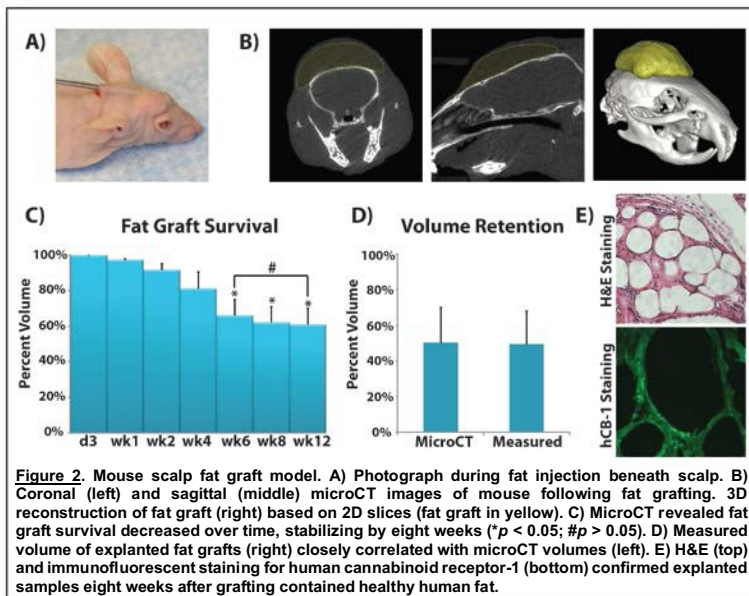 A)
B)
C)
Fat Graft Survival
Percent Volume
100%
80%
60%
40%
20%
0%
#
*
*
*
d3 wk1 wk2 wk4 wk6 wk8 wk12
D)
Volume Retention
Percent Volume
100%
80%
60%
40%
20%
0%
MicroCT Measured
E)
H&E Staining
hCB-1 Staining
Figure 2. Mouse scalp fat graft model. A) Photograph during fat injection beneath scalp. B)
Coronal (left) and sagittal (middle) microCT images of mouse following fat grafting. 3D
reconstruction of fat graft (right) based on 2D slices (fat graft in yellow). C) MicroCT revealed fat
graft survival decreased over time, stabilizing by eight weeks (*p < 0.05; #p > 0.05). D) Measured
volume of explanted fat grafts (right) closely correlated with microCT volumes (left). E) H&E (top)
and immunofluorescent staining for human cannabinoid receptor-1 (bottom) confirmed explanted
samples eight weeks after grafting contained healthy human fat.